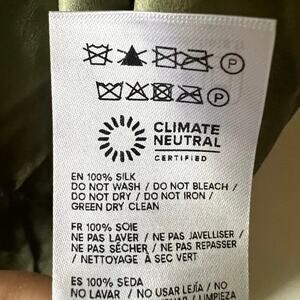 P
P
CLIMATE
NEUTRAL
CERTIFIED
EN 100% SILK
DO NOT WASH / DO NOT BLEACH /
DO NOT DRY / DO NOT IRON /
GREEN DRY CLEAN
FR 100% SOIE
NE PAS LAVER / NE PAS JAVELLISER /
NE PAS SÉCHER / NE PAS REPASSER
/ NETTOYAGE À SEC VERT
ES 100% SEDA
NO LAVAR / NO USAR LEJÍA / NO
/ LIMPIEZA